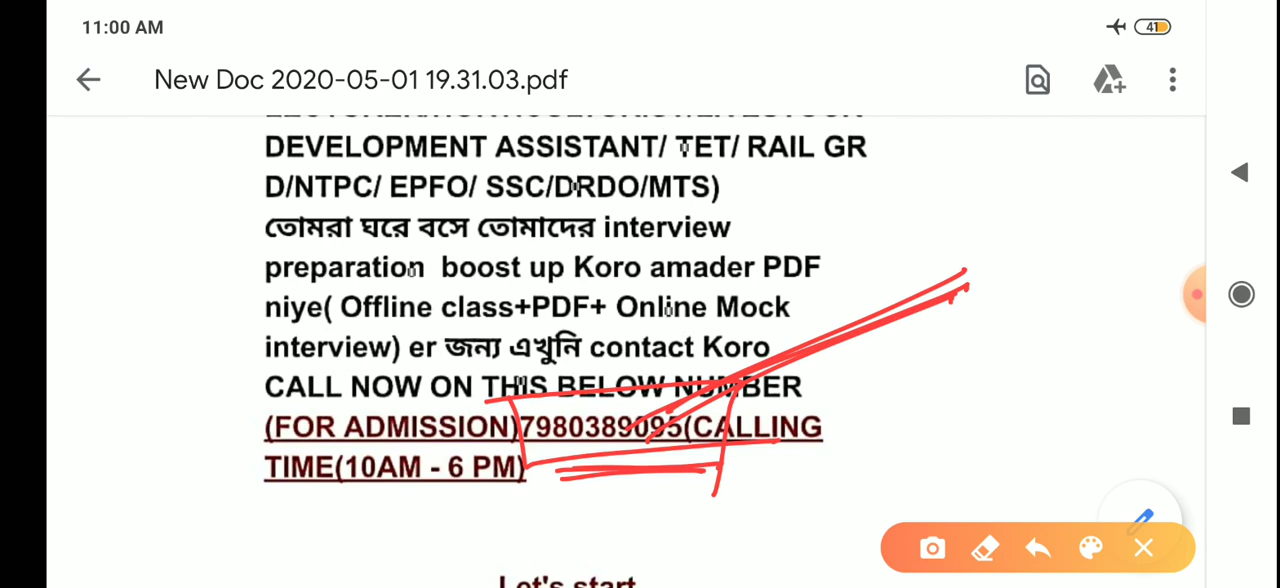 11:00 AM
41
New Doc 2020-05-01 19.31.03.pdf
DEVELOPMENT ASSISTANT/ TET/ RAIL GR
D/NTPC/ EPFO/ SSC/DRDO/MTS)
তোমরা ঘরে বসে তোমাদের interview
preparation boost up Koro amader PDF
niye( Offline class+PDF+ Online Mock
interview) er জন্য এখুনি contact Koro
CALL NOW ON THIS BELOW NUMBER
(FOR ADMISSION)7980389095(CALLING
TIME(10AM - 6 PM)
Let's start